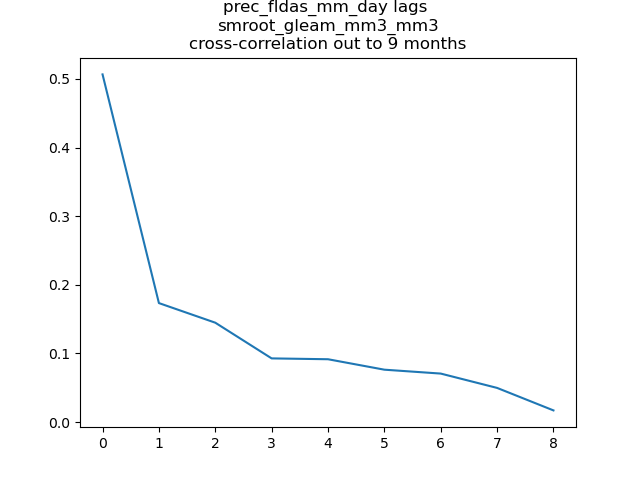 prec_fldas_mm_day lags
smroot_gleam_mm3_mm3
cross-correlation out to 9 months
0.5
0.4
0.3
0.2
0.1
0.0
0 1 2 3 4 5 6 7 8